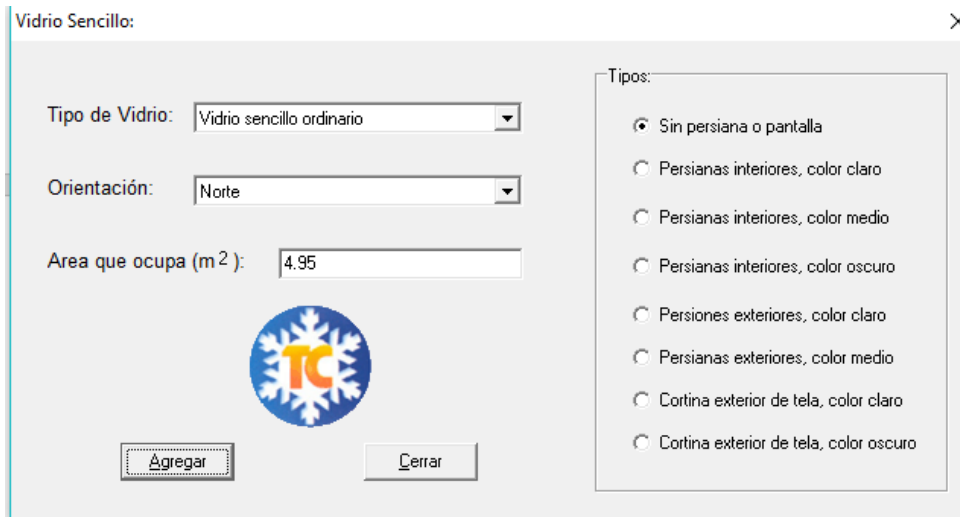 Vidrio Sencillo:
Tipo de Vidrio: Vidrio sencillo ordinario
Orientación: Norte
Area que ocupa (m 2 ): 4.95
TC
Agregar
Cerrar
Tipos:
Sin persiana o pantalla
Persianas interiores, color claro
Persianas interiores, color medio
Persianas interiores, color oscuro
Persiones exteriores, color claro
Persianas exteriores, color medio
Cortina exterior de tela, color claro
Cortina exterior de tela, color oscuro